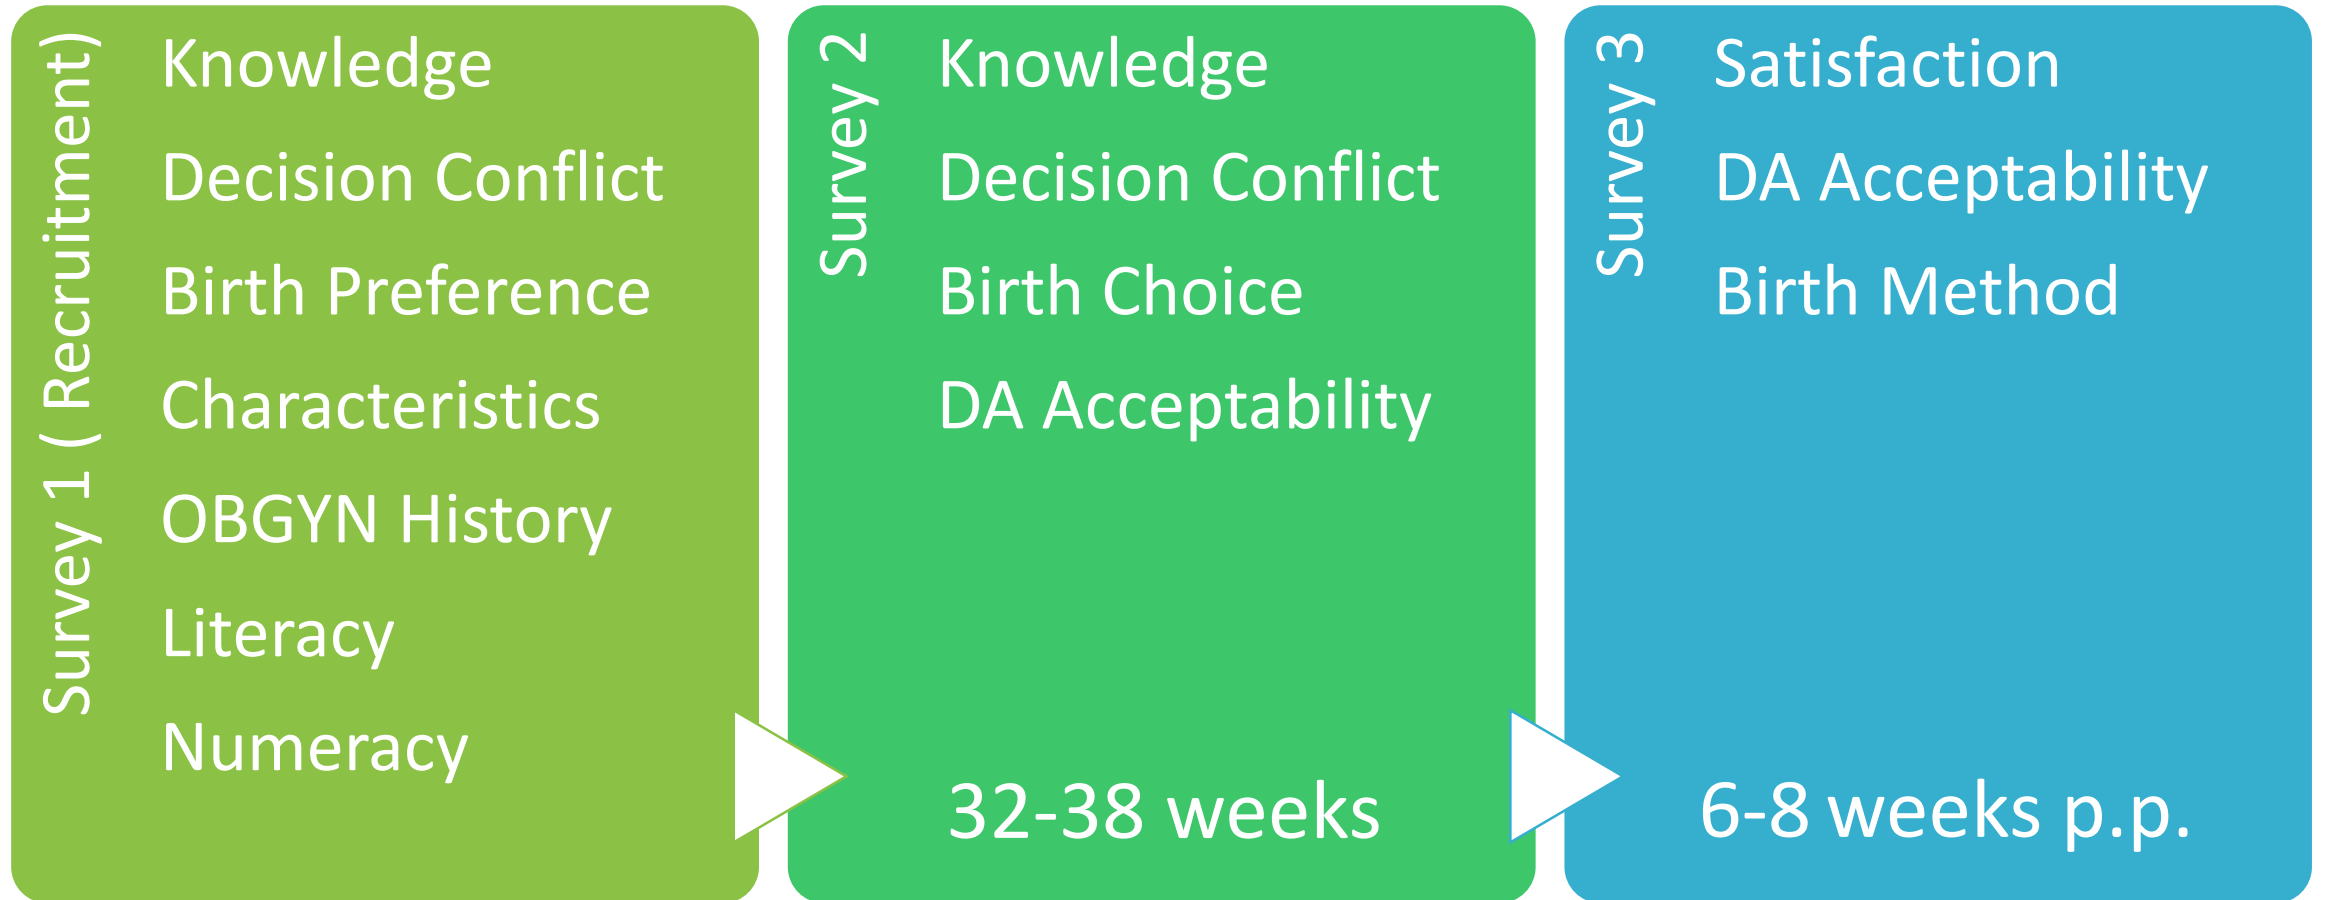 Survey 1 ( Recruitment)
Knowledge
Decision Conflict
Birth Preference
Characteristics
OBGYN History
Literacy
Numeracy
Survey 2
Knowledge
Decision Conflict
Birth Choice
DA Acceptability
32-38 weeks
Survey 3
Satisfaction
DA Acceptability
Birth Method
6-8 weeks p.p.